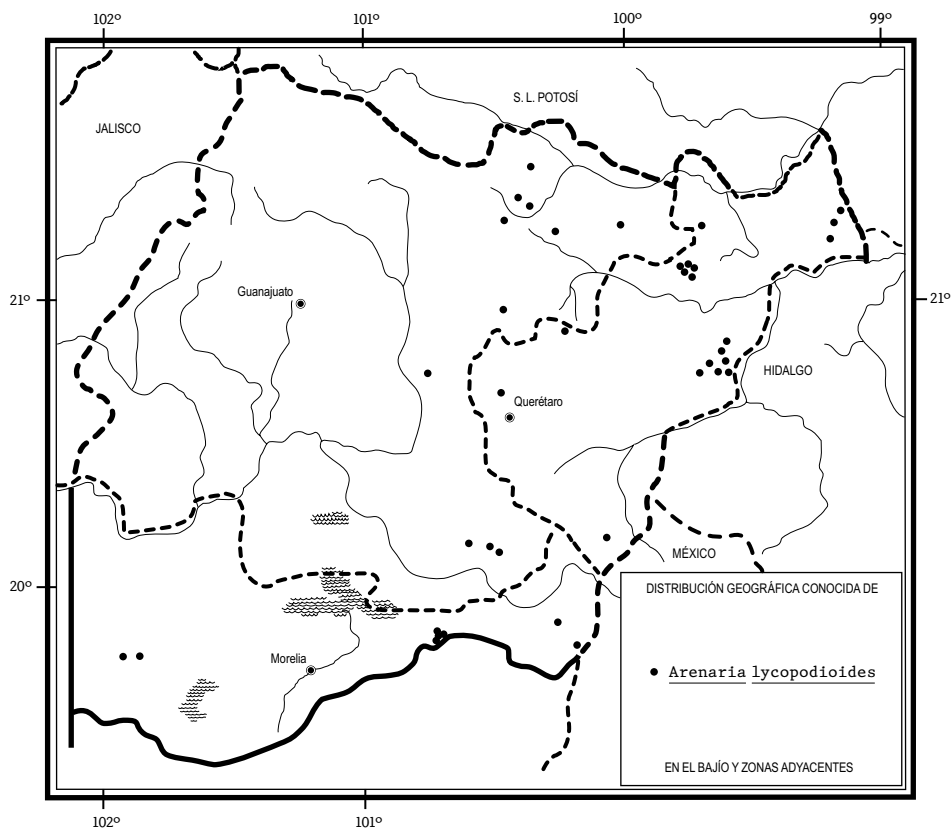 102º 101º 100º 99º
S. L. POTOSÍ
JALISCO
Guanajuato
21º 21º
HIDALGO
Querétaro
MÉXICO
20º
DISTRIBUCIÓN GEOGRÁFICA CONOCIDA DE
Morelia
Arenaria lycopodioides
EN EL BAJÍO Y ZONAS ADYACENTES
102º 101º